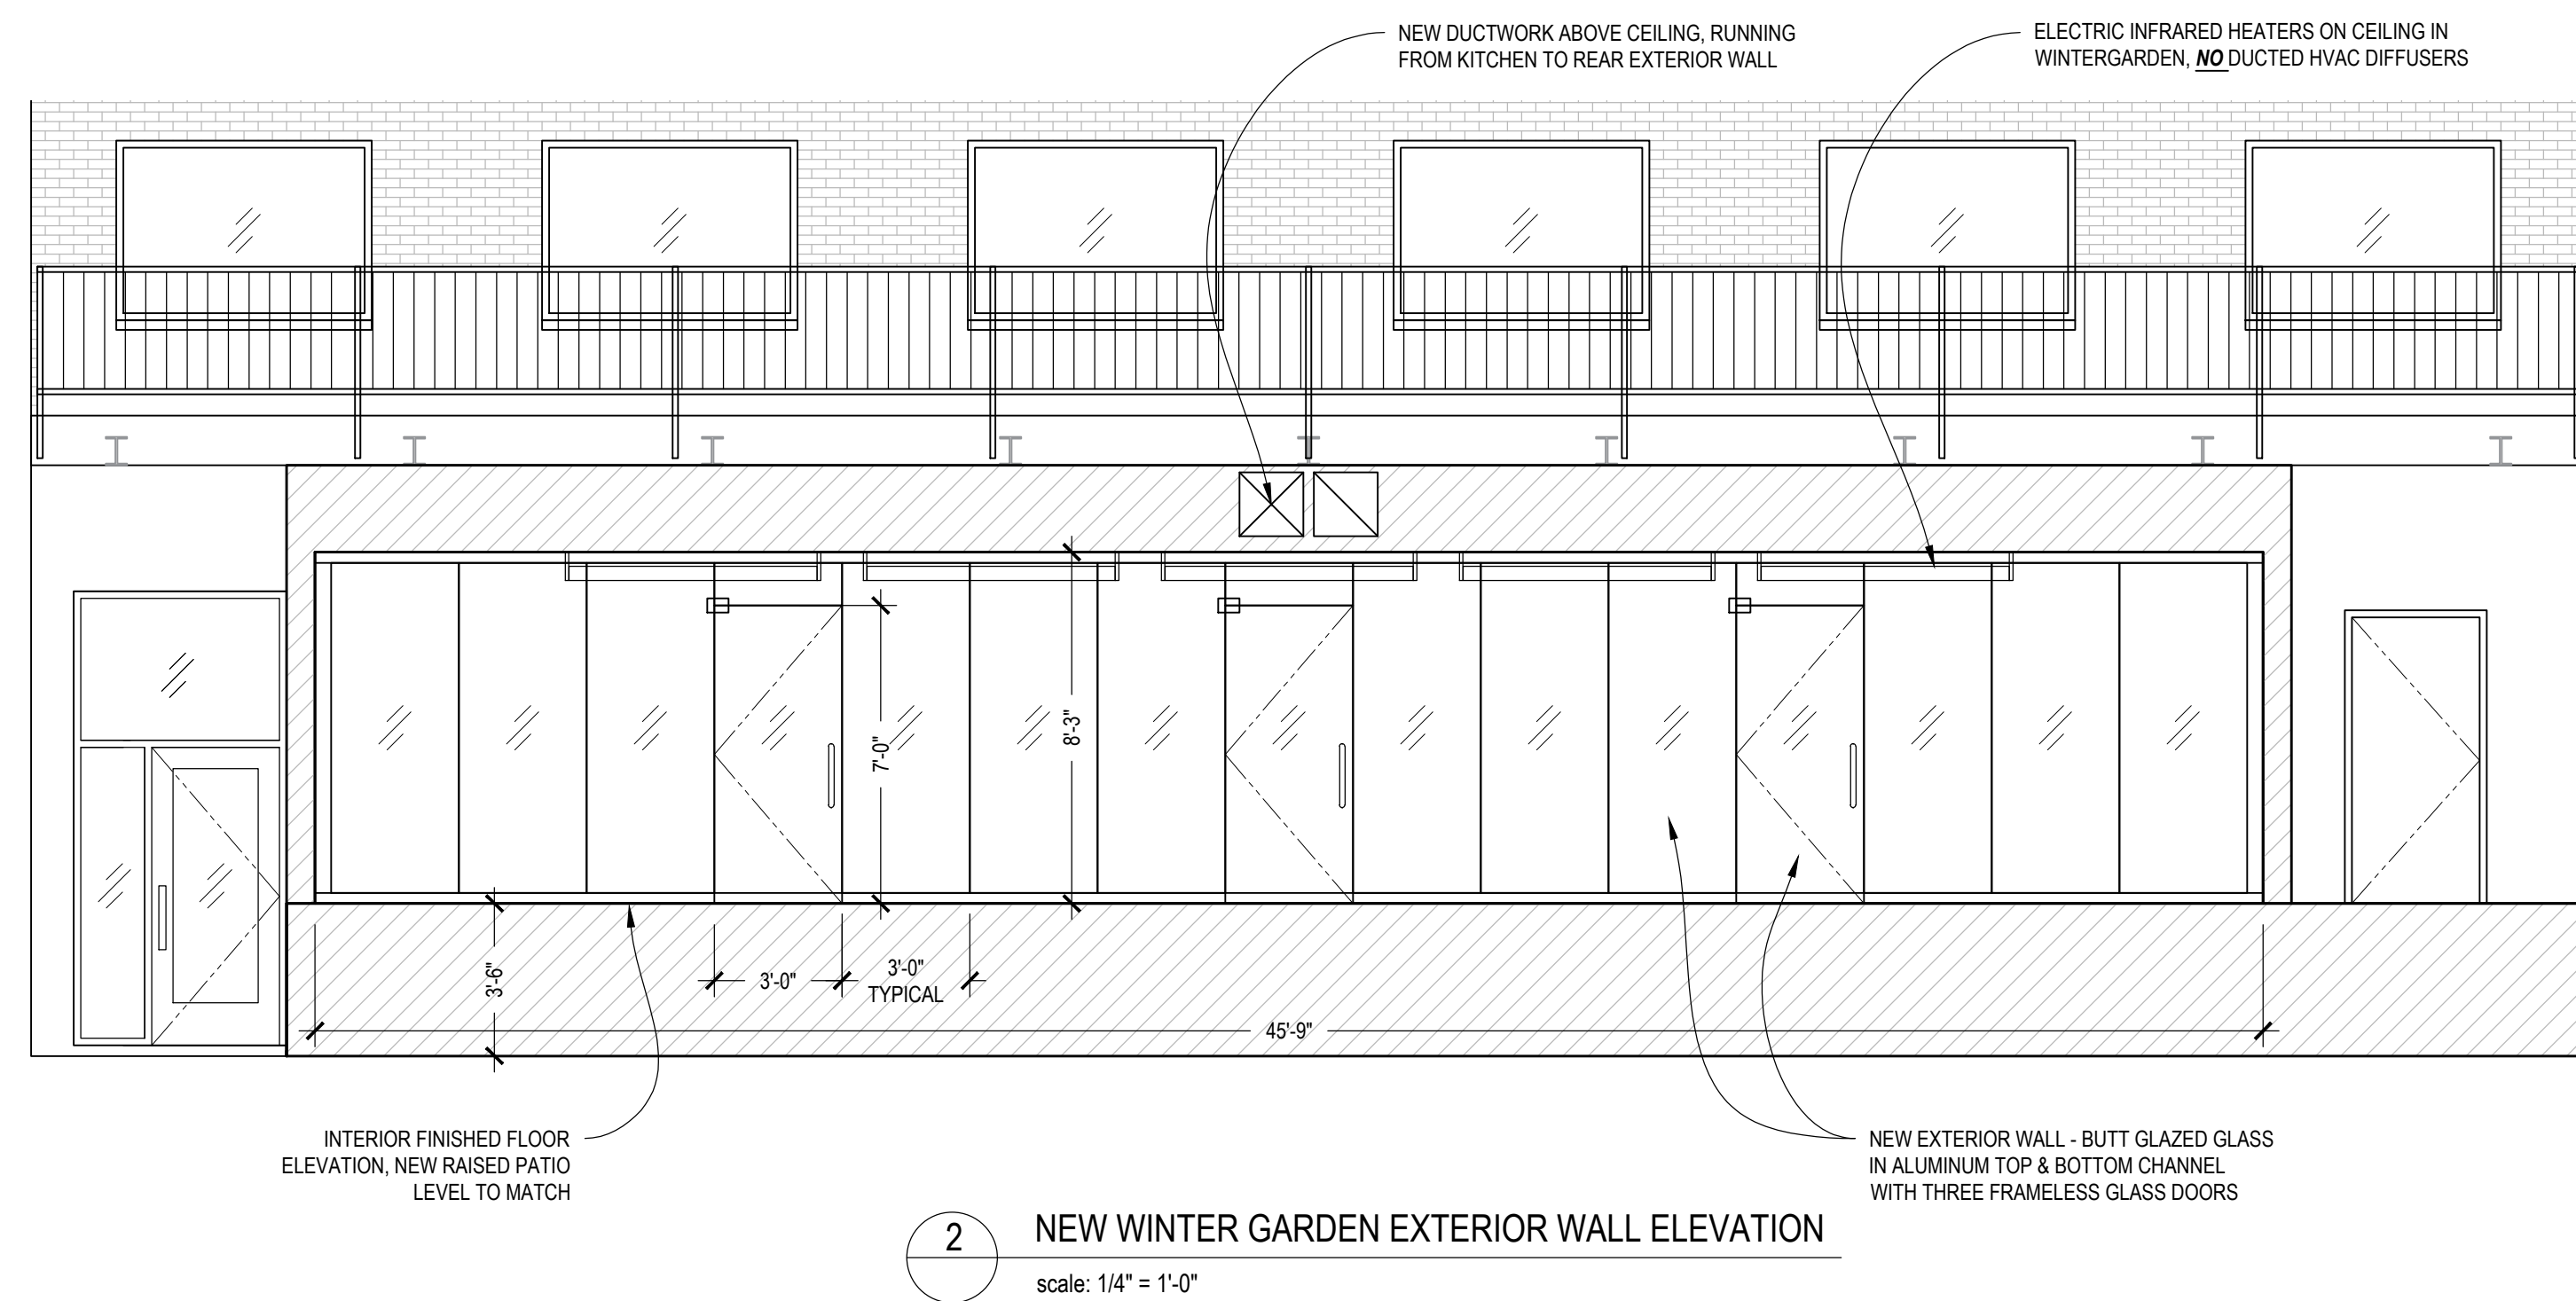 NEW DUCTWORK ABOVE CEILING, RUNNING
FROM KITCHEN TO REAR EXTERIOR WALL
ELECTRIC INFRARED HEATERS ON CEILING IN
WINTERGARDEN, NO DUCTED HVAC DIFFUSERS
7'-0"
8'-3"
3'-6"
3'-0"
3'-0"
TYPICAL
45'-9"
INTERIOR FINISHED FLOOR
ELEVATION, NEW RAISED PATIO
LEVEL TO MATCH
NEW EXTERIOR WALL - BUTT GLAZED GLASS
IN ALUMINUM TOP & BOTTOM CHANNEL
WITH THREE FRAMELESS GLASS DOORS
2
NEW WINTER GARDEN EXTERIOR WALL ELEVATION
scale: 1/4" = 1'-0"